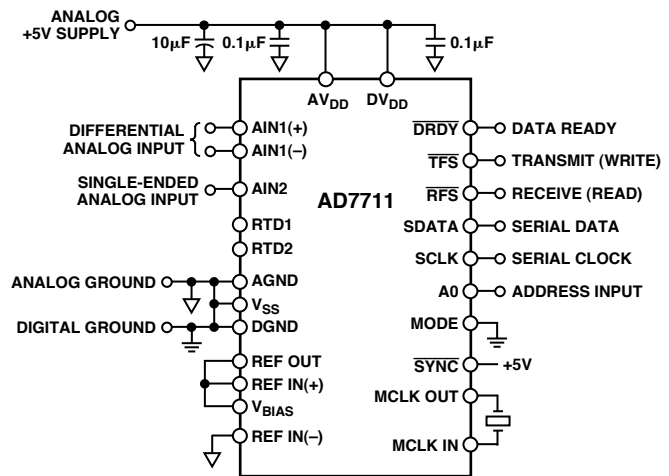 ANALOG
+5V SUPPLY
10μF
0.1μF
0.1μF
AVDD
DVDD
DIFFERENTIAL
ANALOG INPUT
AIN1(+)
AIN1(–)
SINGLE-ENDED
ANALOG INPUT
AIN2
RTD1
RTD2
ANALOG GROUND
AGND
VSS
DIGITAL GROUND
DGND
REF OUT
REF IN(+)
VBIAS
REF IN(–)
AD7711
DRDY
DATA READY
TFS
TRANSMIT (WRITE)
RFS
RECEIVE (READ)
SDATA
SERIAL DATA
SCLK
SERIAL CLOCK
A0
ADDRESS INPUT
MODE
SYNC
+5V
MCLK OUT
MCLK IN